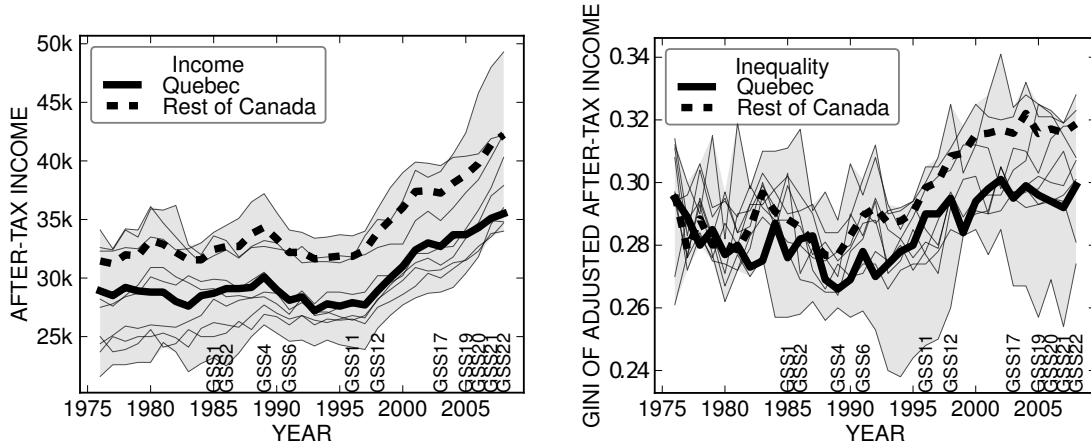 AFTER-TAX INCOME
50k
45k
40k
35k
30k
25k
Income
Quebec
Rest of Canada
GSS1
GSS2
GSS4
GSS6
GSS11
GSS12
GSS17
GSS19
GSS20
GSS21
GSS22
1975 1980 1985 1990 1995 2000 2005
YEAR
GINI OF ADJUSTED AFTER-TAX INCOME
0.34
0.32
0.30
0.28
0.26
0.24
Inequality
Quebec
Rest of Canada
GSS1
GSS2
GSS4
GSS6
GSS11
GSS12
GSS17
GSS19
GSS20
GSS21
GSS22
1975 1980 1985 1990 1995 2000 2005
YEAR